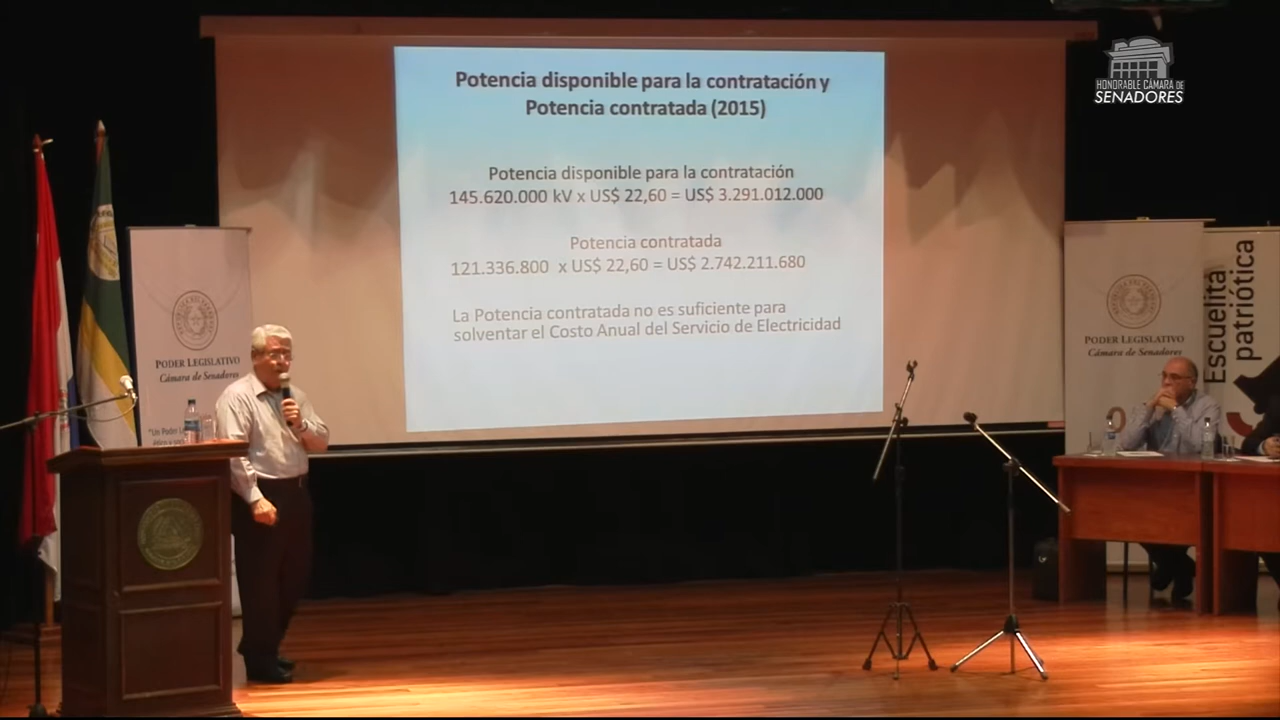 HONORABLE CÁMARA DE
SENADORES
Potencia disponible para la contratación y
Potencia contratada (2015)
Potencia disponible para la contratación
145.620.000 kV x US$ 22,60 = US$ 3.291.012.000
Potencia contratada
121.336.800 x US$ 22,60 = US$ 2.742.211.680
La Potencia contratada no es suficiente para
solventar el Costo Anual del Servicio de Electricidad
PODER LEGISLATIVO
Cámara de Senadores
"Un Poder
PODER LEGISLATIVO
Cámara de Senadores
Escuelita
patriótica